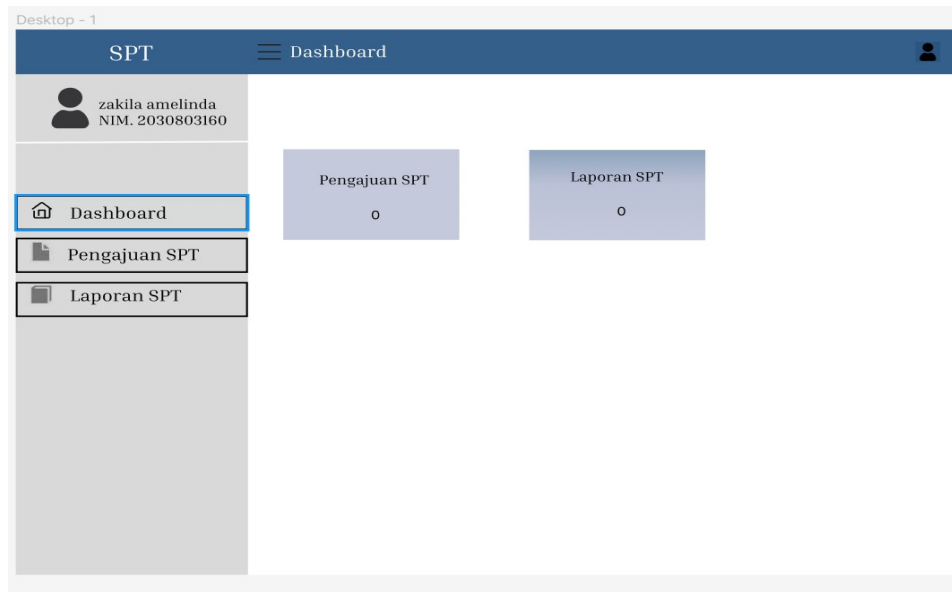 Desktop - 1
SPT
Dashboard
zakila amelinda
NIM. 2030803160
Dashboard
Pengajuan SPT
Laporan SPT
Pengajuan SPT
0
Laporan SPT
0